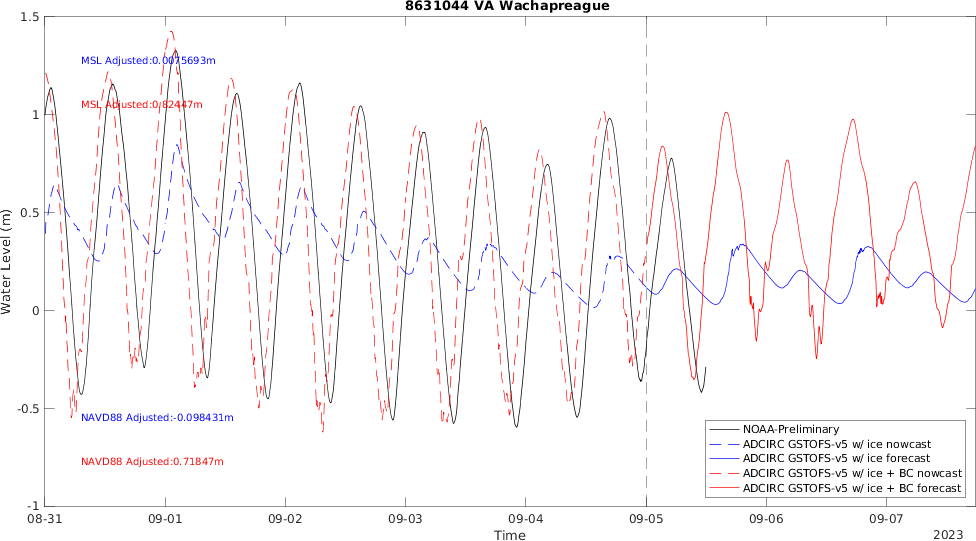 8631044 VA Wachapreague
1.5
MSL Adjusted:0.0075693m
MSL Adjusted:0.82447m
1
0.5
Water Level (m)
0
-0.5
NAVD88 Adjusted:-0.098431m
NAVD88 Adjusted:0.71847m
-1
NOAA-Preliminary
ADCIRC GSTOFS-v5 w/ ice nowcast
ADCIRC GSTOFS-v5 w/ ice forecast
ADCIRC GSTOFS-v5 w/ ice + BC nowcast
ADCIRC GSTOFS-v5 w/ ice + BC forecast
08-31 09-01 09-02 09-03 09-04 09-05 09-06 09-07
Time
2023